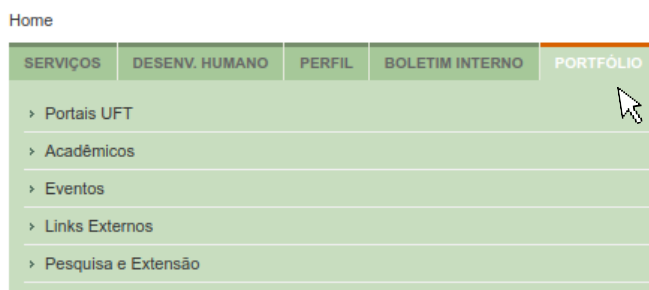 Home
SERVIÇOS DESENV. HUMANO PERFIL BOLETIM INTERNO PORTFÓLIO
› Portais UFT
› Acadêmicos
› Eventos
› Links Externos
› Pesquisa e Extensão